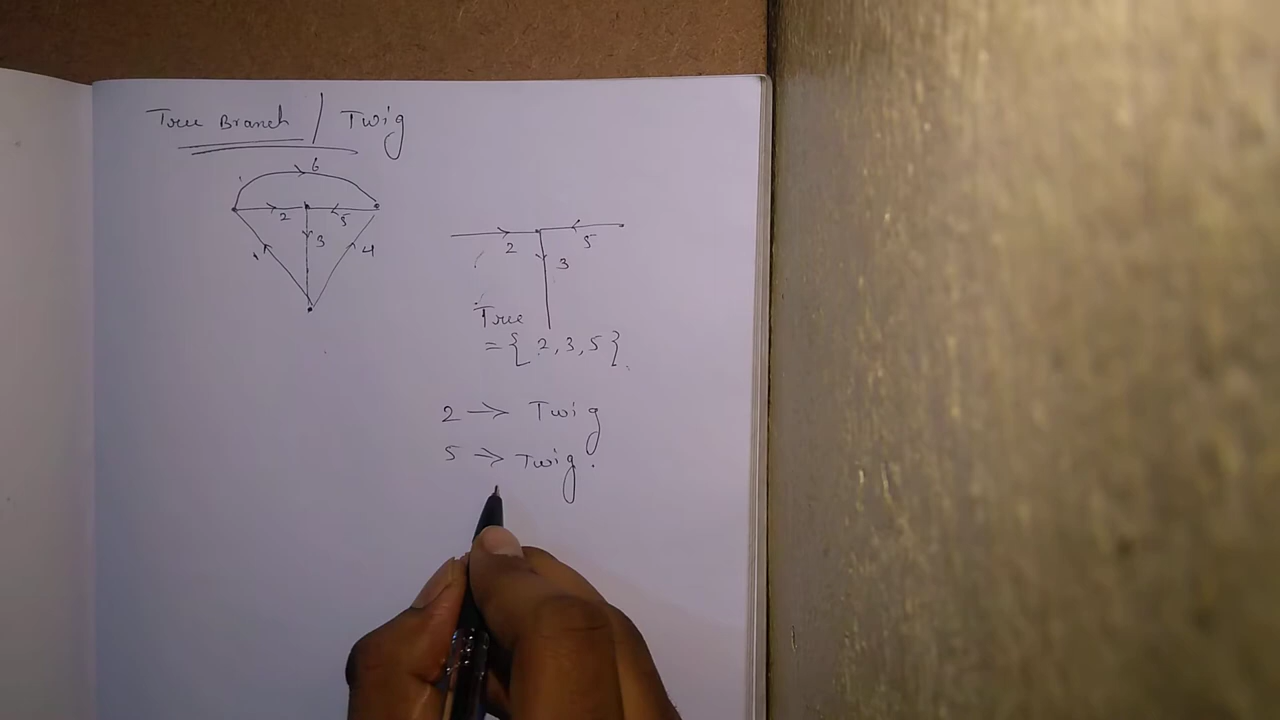 Tree Branch / Twig
6
2 5
3
4
2 5
3
Tree
= { 2, 3, 5 }
2 → Twig
5 → Twig.